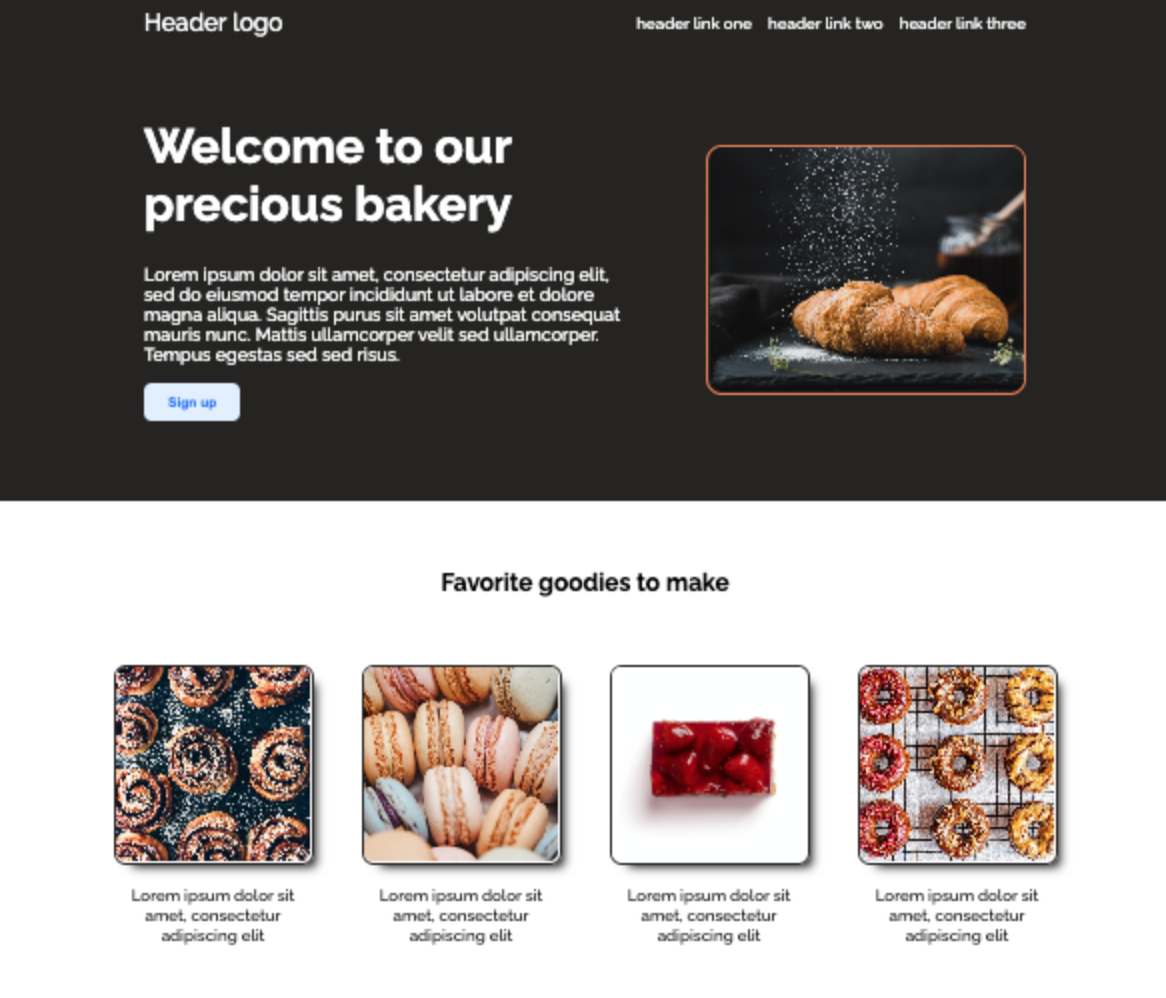 Header logo
header link one header link two header link three
Welcome to our
precious bakery
Lorem ipsum dolor sit amet, consectetur adipiscing elit,
sed do eiusmod tempor incididunt ut labore et dolore
magna aliqua. Sagittis purus sit amet volutpat consequat
mauris nunc. Mattis ullamcorper velit sed ullamcorper.
Tempus egestas sed sed risus.
Sign up
Favorite goodies to make
Lorem ipsum dolor sit
amet, consectetur
adipiscing elit
Lorem ipsum dolor sit
amet, consectetur
adipiscing elit
Lorem ipsum dolor sit
amet, consectetur
adipiscing elit
Lorem ipsum dolor sit
amet, consectetur
adipiscing elit